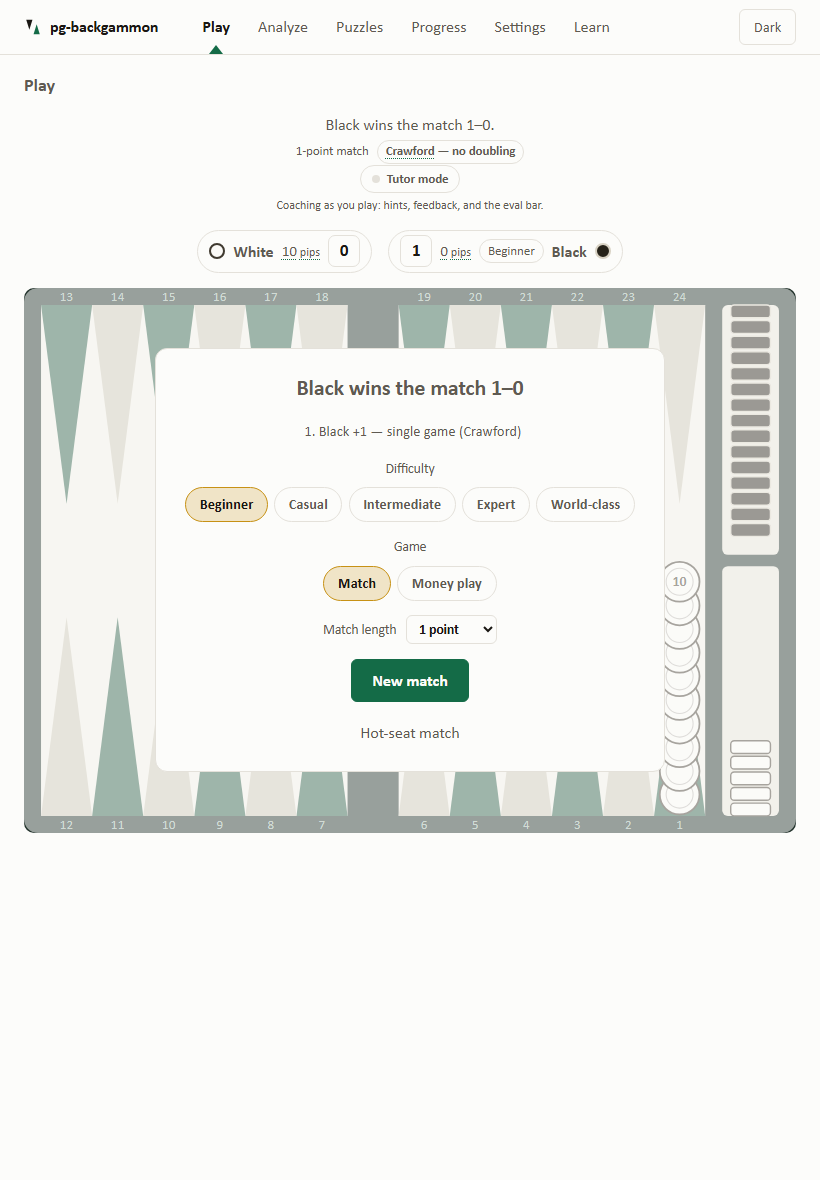 pg-backgammon Play Analyze Puzzles Progress Settings Learn Dark
Play
Black wins the match 1–0.
1-point match Crawford — no doubling
Tutor mode
Coaching as you play: hints, feedback, and the eval bar.
White 10 pips 0 1 0 pips Beginner Black
13 14 15 16 17 18 19 20 21 22 23 24
Black wins the match 1–0
1. Black +1 — single game (Crawford)
Difficulty
Beginner Casual Intermediate Expert World-class
Game
10
Match Money play
Match length 1 point
New match
Hot-seat match
12 11 10 9 8 7 6 5 4 3 2 1